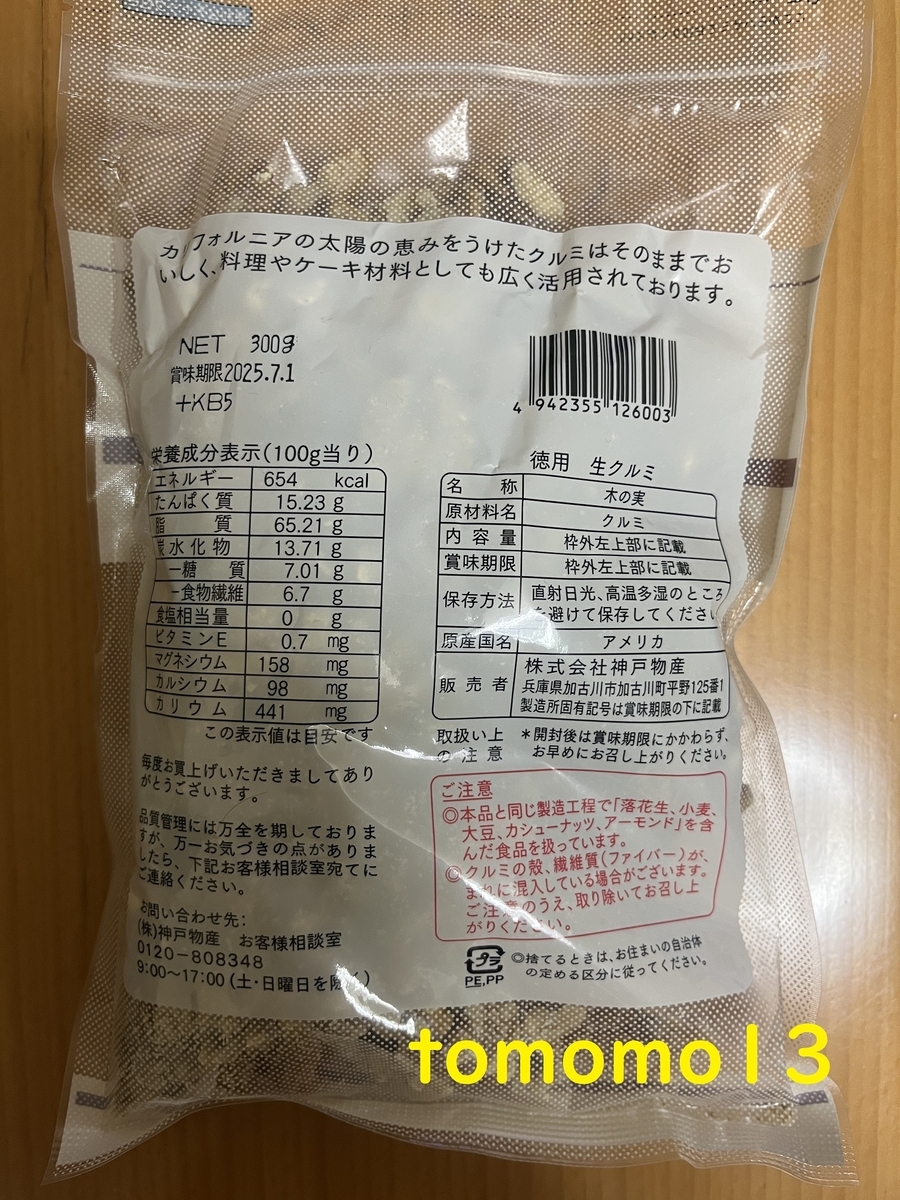 カリフォルニアの太陽の恵みをうけたクルミはそのままでお
いしく、料理やケーキ材料としても広く活用されております。
NET 300g
賞味期限2025.7.1
+KB5
4 942355 126003
栄養成分表示(100g当り)
エネルギー 654 kcal
たんぱく質 15.23 g
脂質 65.21 g
炭水化物 13.71 g
－糖質 7.01 g
－食物繊維 6.7 g
食塩相当量 0 g
ビタミンE 0.7 mg
マグネシウム 158 mg
カルシウム 98 mg
カリウム 441 mg
この表示値は目安です
徳用 生クルミ
名称 木の実
原材料名 クルミ
内容量 枠外左上部に記載
賞味期限 枠外左上部に記載
保存方法 直射日光、高温多湿のところ
を避けて保存してください
原産国名 アメリカ
販売者 株式会社神戸物産
兵庫県加古川市加古川町平野125番1
製造所固有記号は賞味期限の下に記載
取扱い上
の注意
＊開封後は賞味期限にかかわらず、
お早めにお召し上がりください。
毎度お買上げいただきましてあり
がとうございます。
品質管理には万全を期しておりま
すが、万一お気づきの点がありま
したら、下記お客様相談室宛てに
ご連絡ください。
お問い合わせ先:
(株)神戸物産 お客様相談室
0120-808348
9:00～17:00(土・日曜日を除く)
ご注意
◎本品と同じ製造工程で「落花生、小麦、
大豆、カシューナッツ、アーモンド」を含
んだ食品を扱っています。
◎クルミの殻、繊維質(ファイバー)が、
まれに混入している場合がございます。
ご注意のうえ、取り除いてお召し上
がりください。
プラ
PE,PP
◎捨てるときは、お住まいの自治体
の定める区分に従ってください。
tomomo13